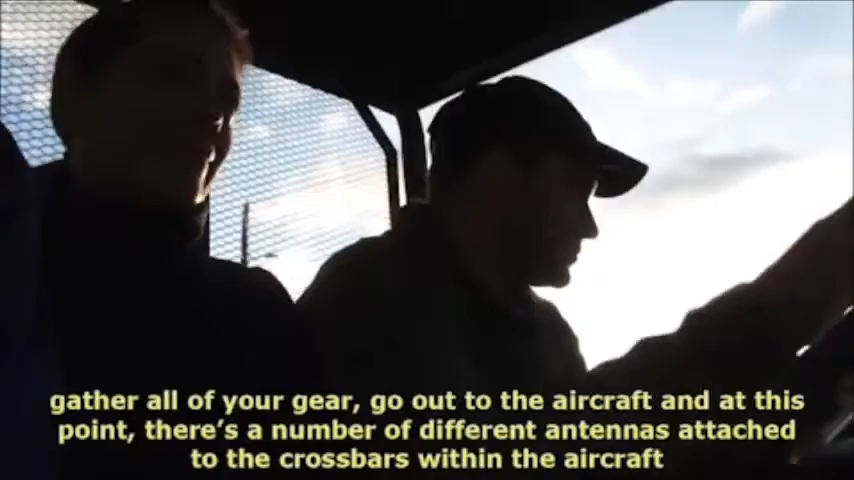 gather all of your gear, go out to the aircraft and at this
point, there's a number of different antennas attached
to the crossbars within the aircraft